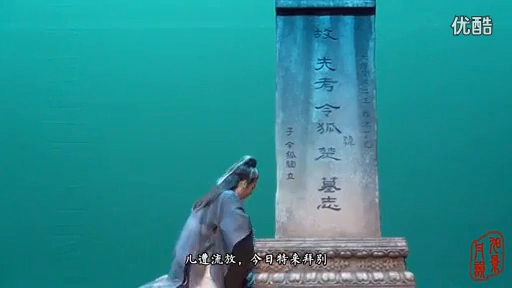 优酷
故先考令狐楚墓志
子令狐绹立
儿遭流放，今日特来拜别